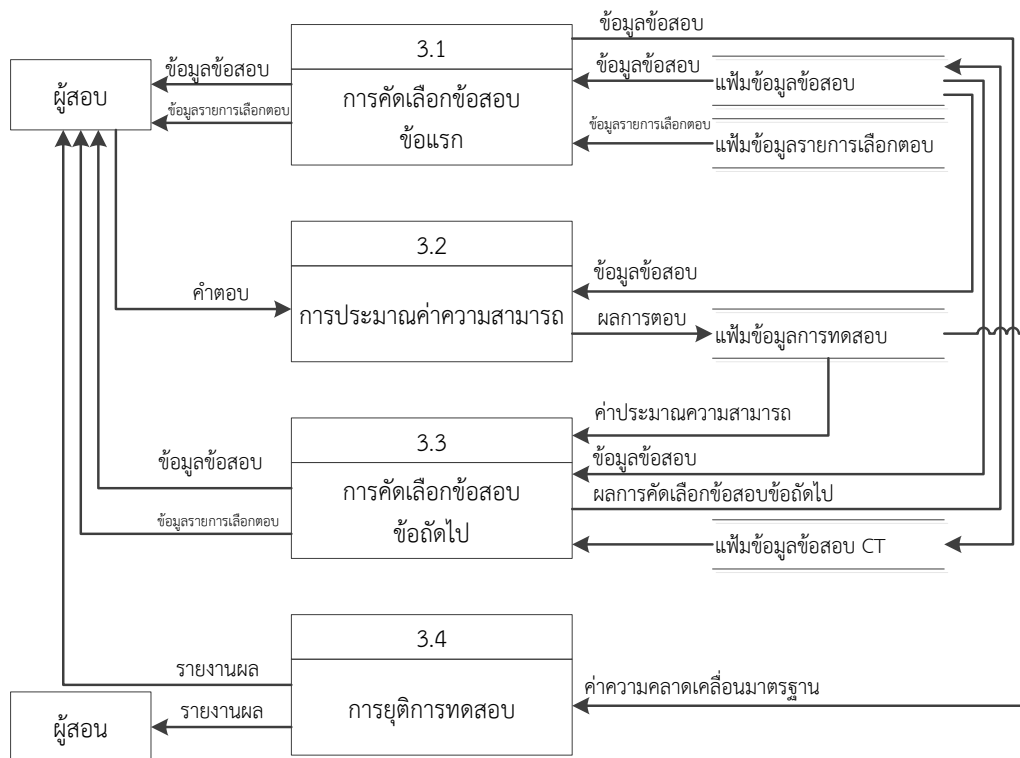 ข้อมูลข้อสอบ
3.1
ผู้สอบ
ข้อมูลข้อสอบ
ข้อมูลข้อสอบ
แฟ้มข้อมูลข้อสอบ
การคัดเลือกข้อสอบ
ข้อแรก
ข้อมูลรายการเลือกตอบ
ข้อมูลรายการเลือกตอบ
แฟ้มข้อมูลรายการเลือกตอบ
3.2
ข้อมูลข้อสอบ
คำตอบ
การประมาณค่าความสามารถ
ผลการตอบ
แฟ้มข้อมูลการทดสอบ
ค่าประมาณความสามารถ
3.3
ข้อมูลข้อสอบ
ข้อมูลข้อสอบ
การคัดเลือกข้อสอบ
ข้อถัดไป
ผลการคัดเลือกข้อสอบข้อถัดไป
ข้อมูลรายการเลือกตอบ
แฟ้มข้อมูลข้อสอบ CT
3.4
รายงานผล
ค่าความคลาดเคลื่อนมาตรฐาน
รายงานผล
การยุติการทดสอบ
ผู้สอน